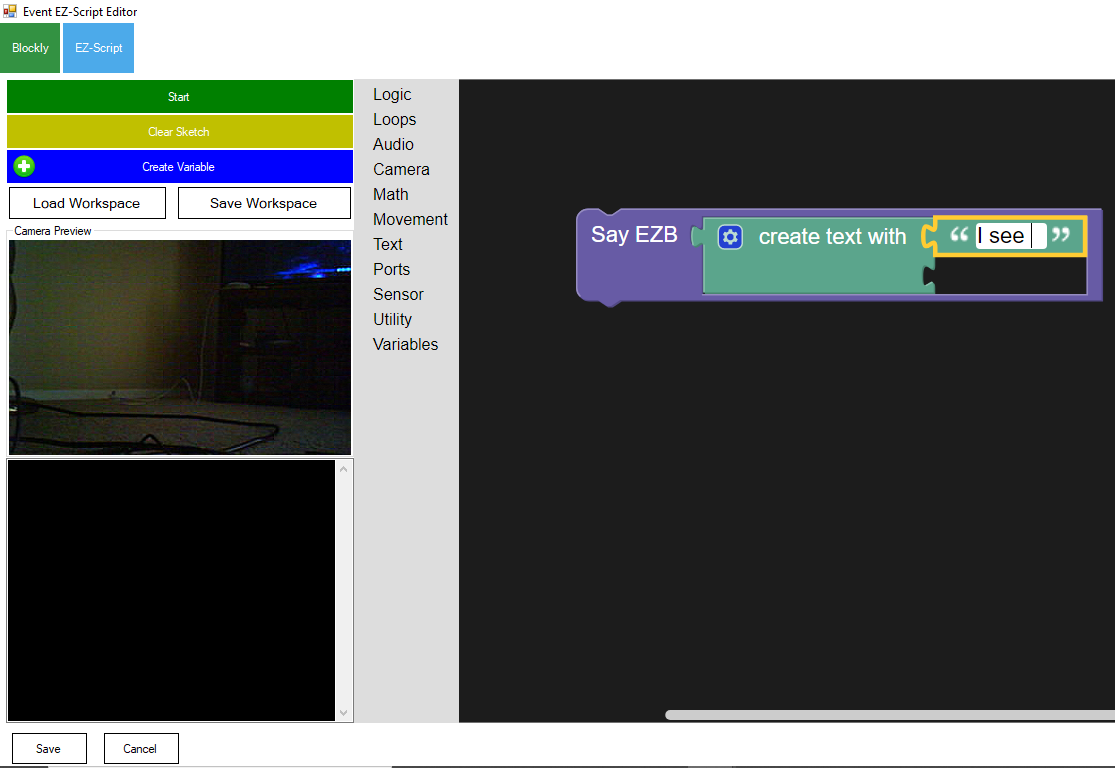 Event EZ-Script Editor
Blockly
EZ-Script
Start
Clear Sketch
Create Variable
Load Workspace
Save Workspace
Camera Preview
Logic
Loops
Audio
Camera
Math
Movement
Text
Ports
Sensor
Utility
Variables
Say EZB
create text with
“ I see ”
Save
Cancel